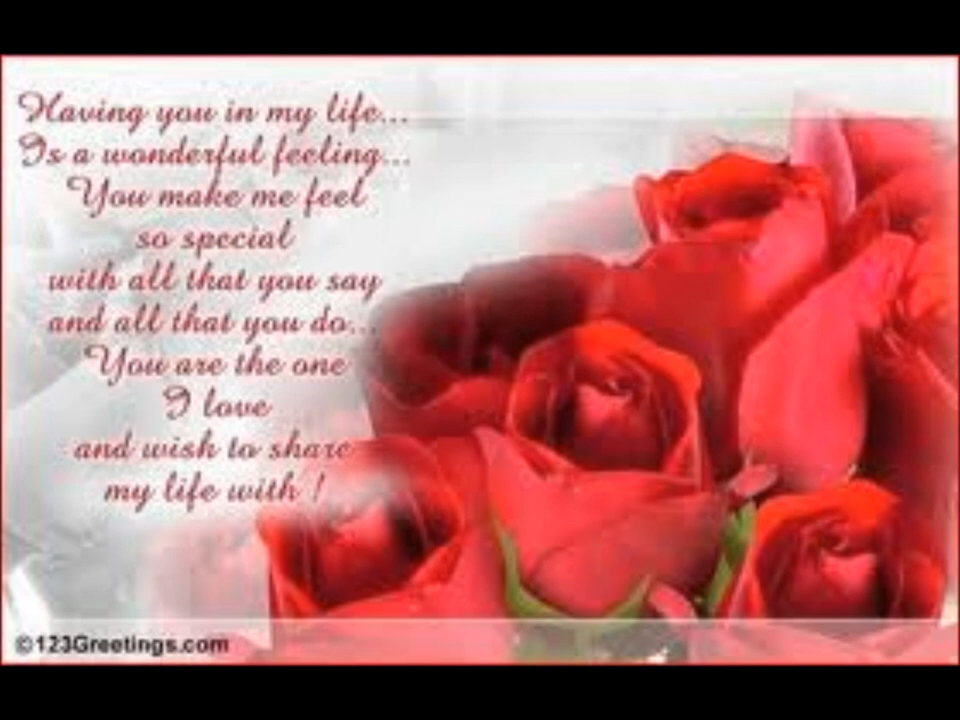 Having you in my life...
Is a wonderful feeling...
You make me feel
so special
with all that you say
and all that you do...
You are the one
I love
and wish to share
my life with !
©123Greetings.com